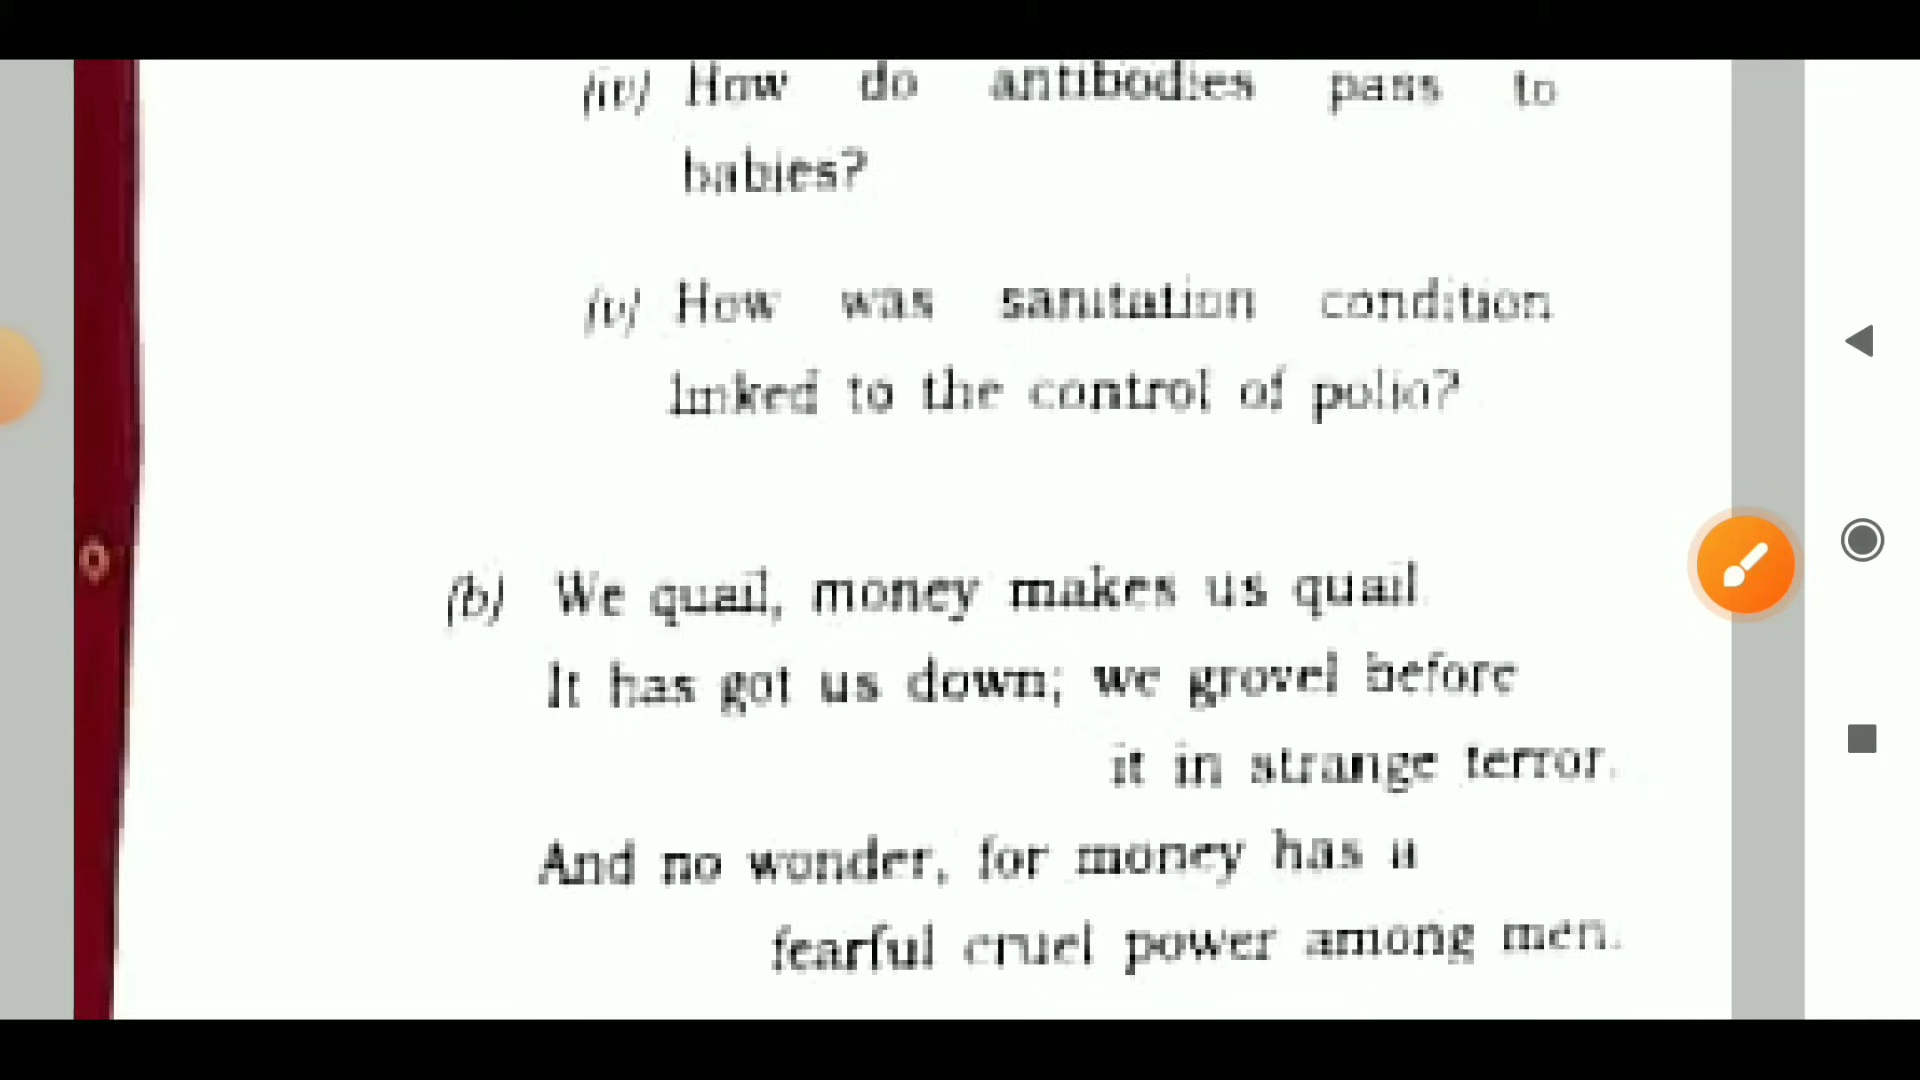 (iv) How do antibodies pass to
babies?
(v) How was sanitation condition
linked to the control of polio?
(b) We quail, money makes us quail.
It has got us down; we grovel before
it in strange terror.
And no wonder, for money has a
fearful cruel power among men.